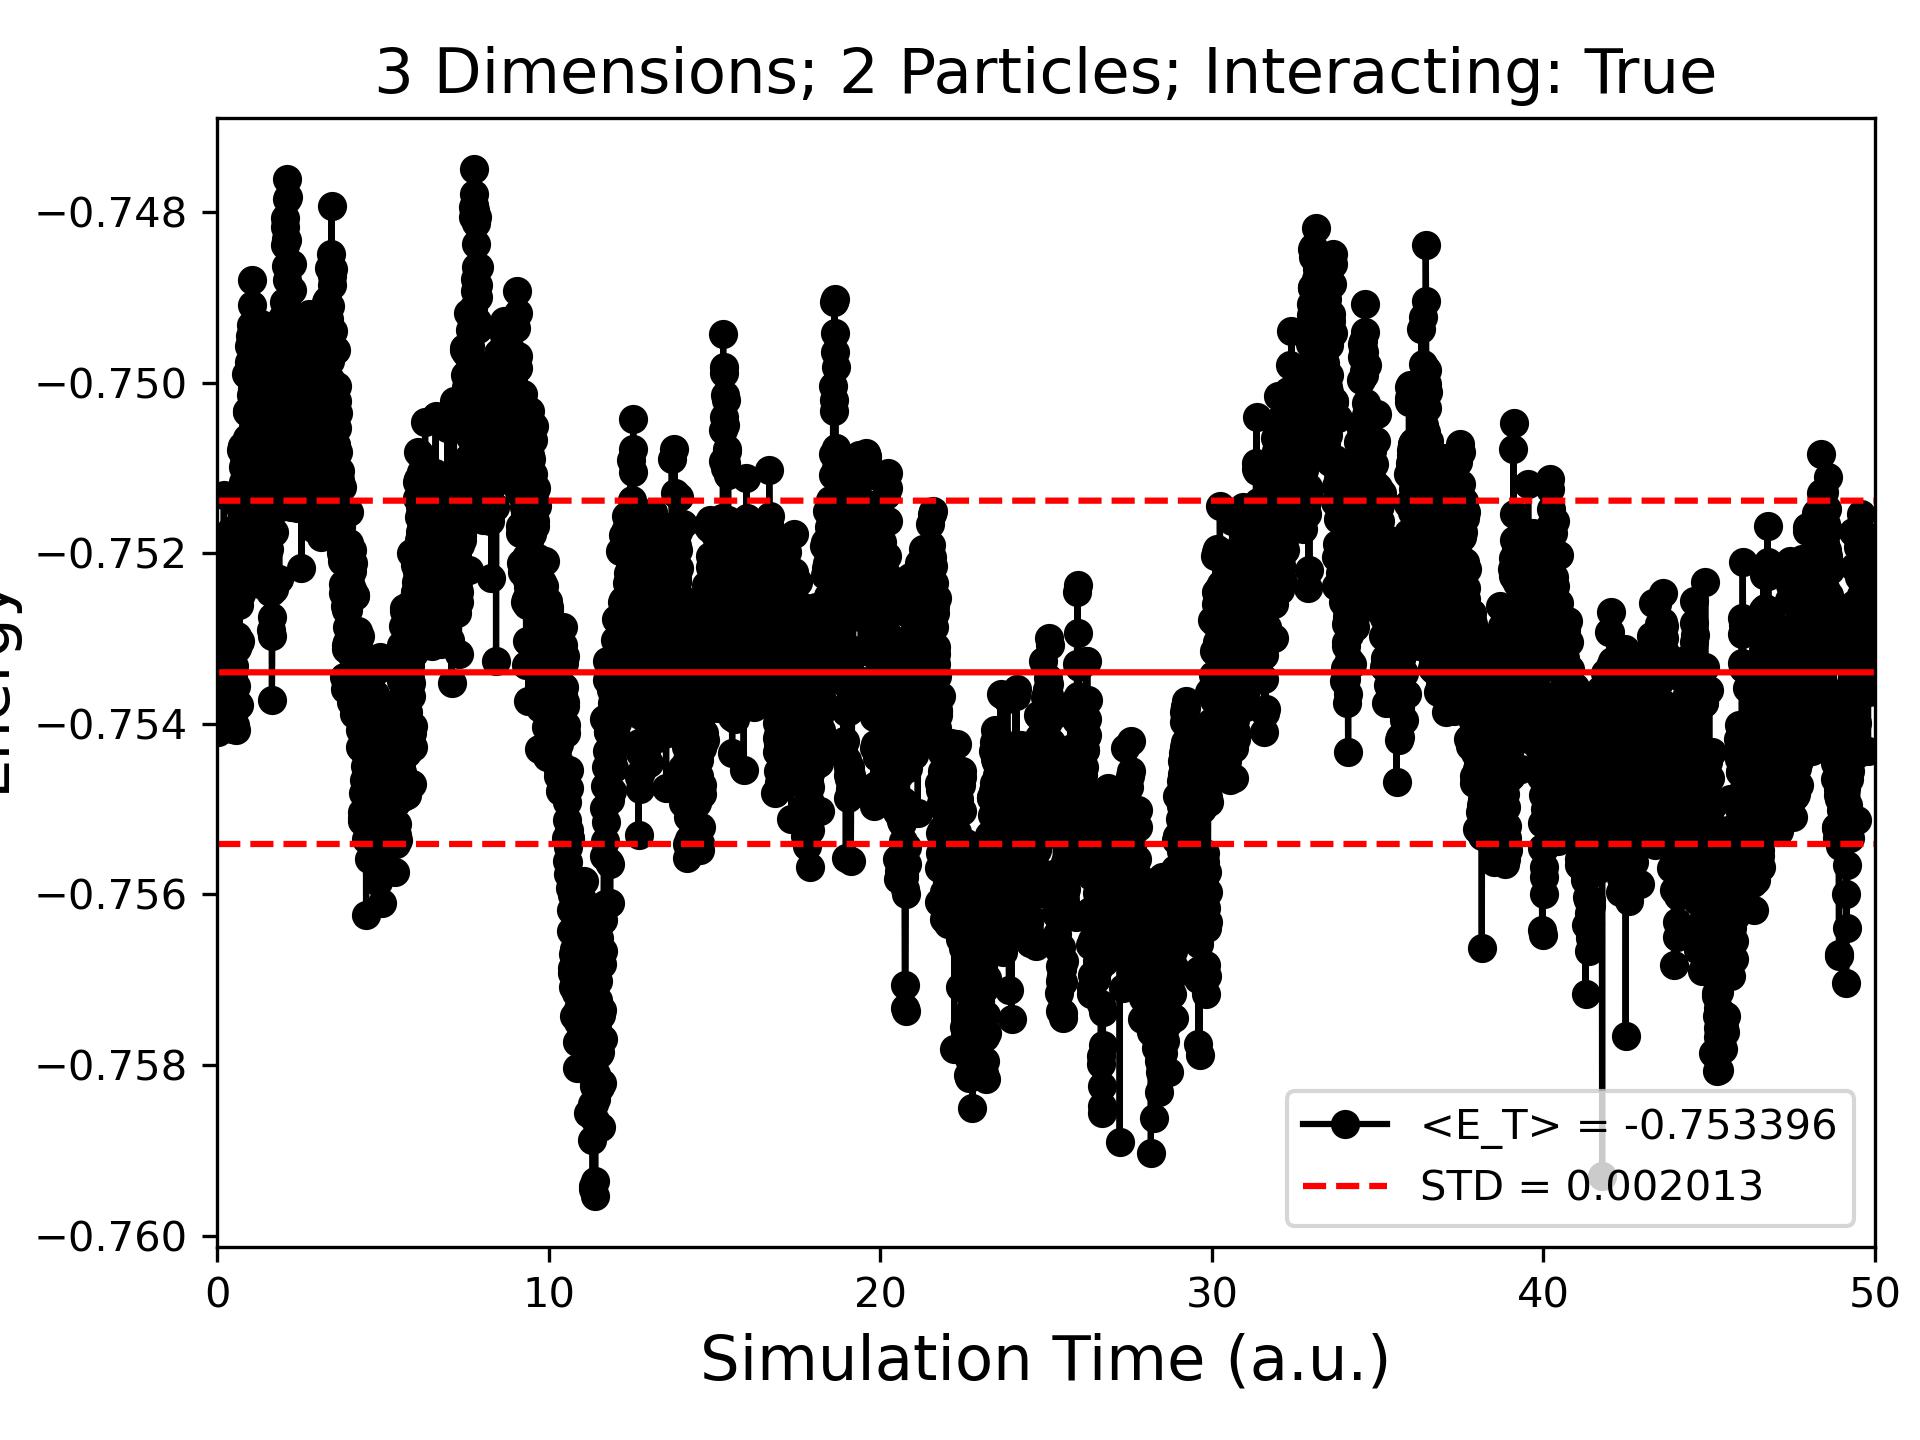 3 Dimensions; 2 Particles; Interacting: True
Energy
−0.748
−0.750
−0.752
−0.754
−0.756
−0.758
−0.760
<E_T> = -0.753396
STD = 0.002013
0 10 20 30 40 50
Simulation Time (a.u.)